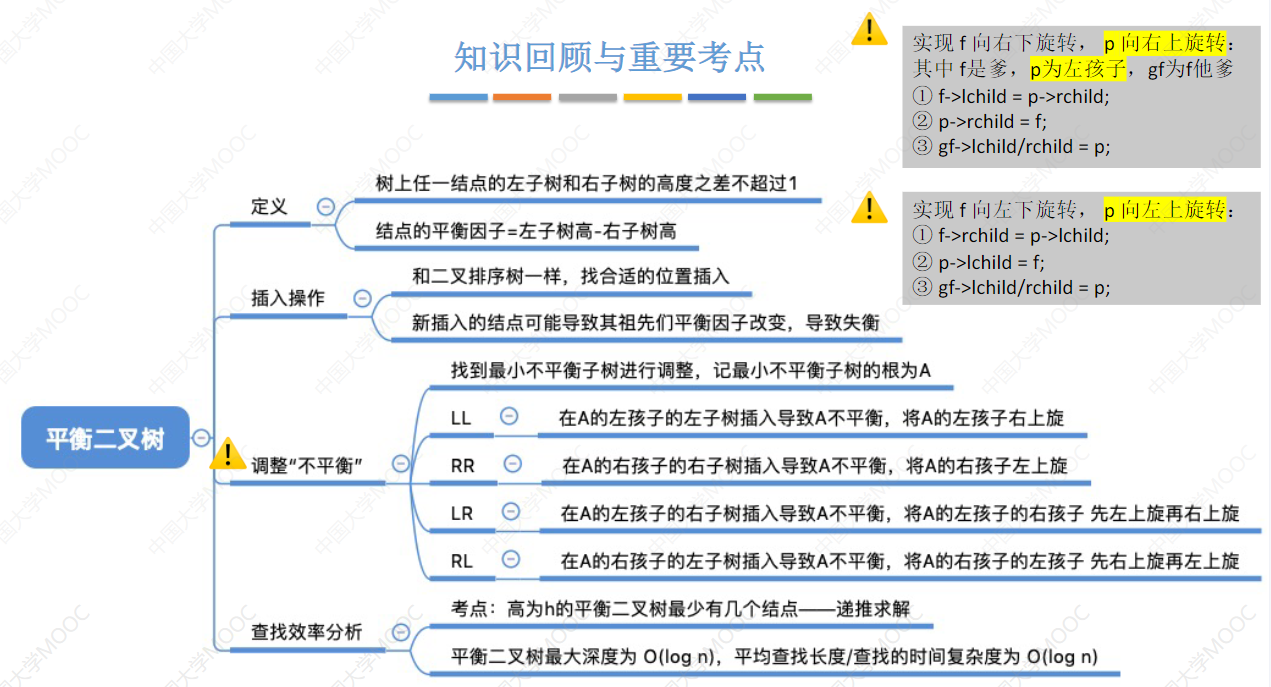 知识回顾与重要考点
实现 f 向右下旋转，p 向右上旋转：
其中 f是爹，p为左孩子，gf为f他爹
① f->lchild = p->rchild;
② p->rchild = f;
③ gf->lchild/rchild = p;
实现 f 向左下旋转，p 向左上旋转：
① f->rchild = p->lchild;
② p->lchild = f;
③ gf->lchild/rchild = p;
平衡二叉树
定义
树上任一结点的左子树和右子树的高度之差不超过1
结点的平衡因子=左子树高-右子树高
插入操作
和二叉排序树一样，找合适的位置插入
新插入的结点可能导致其祖先们平衡因子改变，导致失衡
调整“不平衡”
找到最小不平衡子树进行调整，记最小不平衡子树的根为A
LL 在A的左孩子的左子树插入导致A不平衡，将A的左孩子右上旋
RR 在A的右孩子的右子树插入导致A不平衡，将A的右孩子左上旋
LR 在A的左孩子的右子树插入导致A不平衡，将A的左孩子的右孩子 先左上旋再右上旋
RL 在A的右孩子的左子树插入导致A不平衡，将A的右孩子的左孩子 先右上旋再左上旋
查找效率分析
考点：高为h的平衡二叉树最少有几个结点——递推求解
平衡二叉树最大深度为 O(log n)，平均查找长度/查找的时间复杂度为 O(log n)
中国大学MOOC